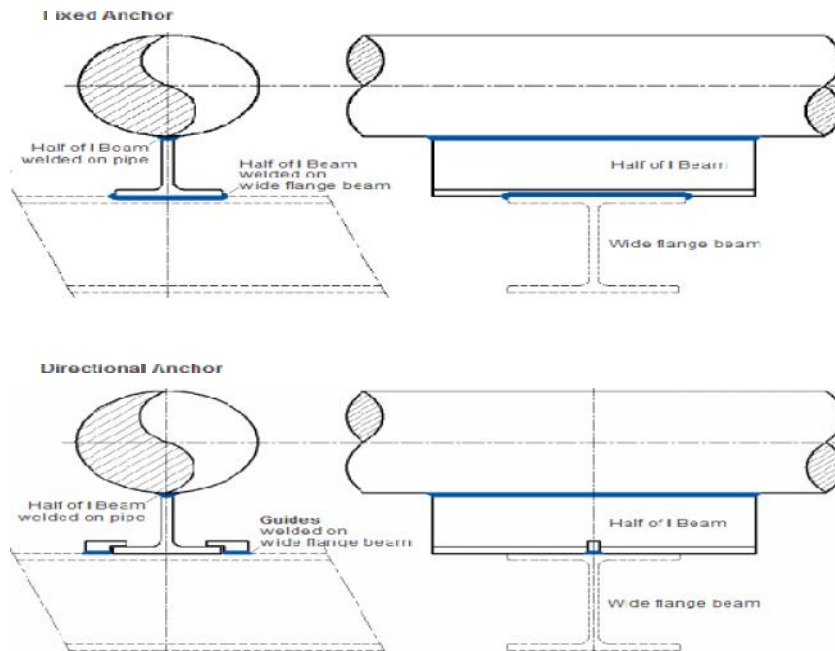 Fixed Anchor
Half of I Beam
welded on pipe
Half of I Beam
welded on
wide flange beam
Half of I Beam
Wide flange beam
Directional Anchor
Half of I Beam
welded on pipe
Guides
welded on
wide flange beam
Half of I Beam
Wide flange beam